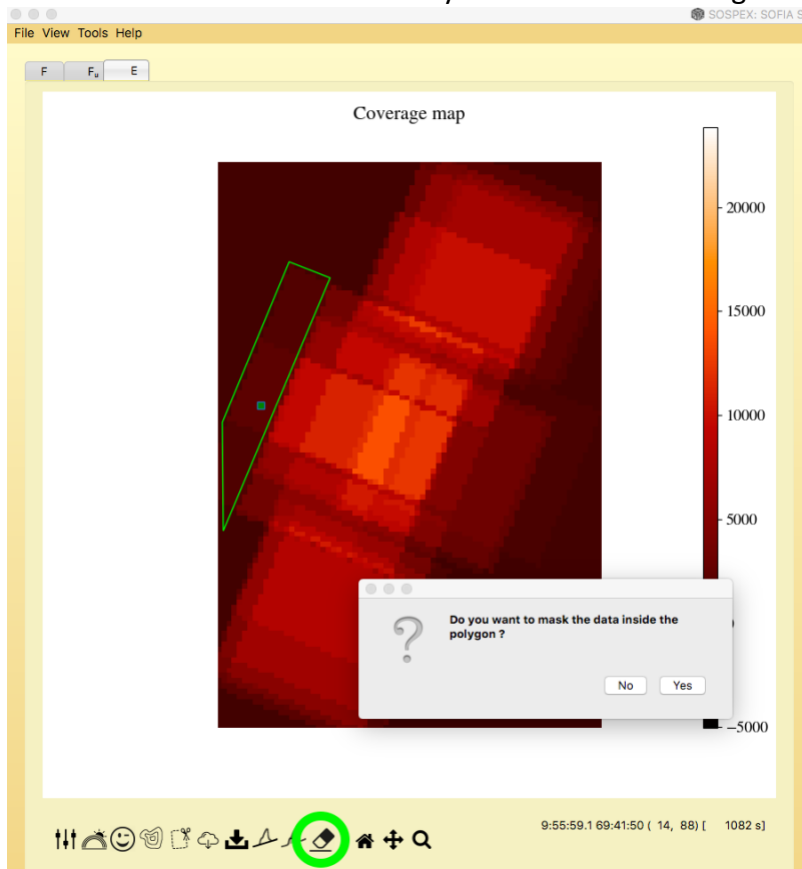 SOSPEX: SOFIA S
File View Tools Help
F Fu E
Coverage map
20000
15000
10000
5000
−5000
?
Do you want to mask the data inside the
polygon ?
No Yes
9:55:59.1 69:41:50 ( 14, 88) [ 1082 s]